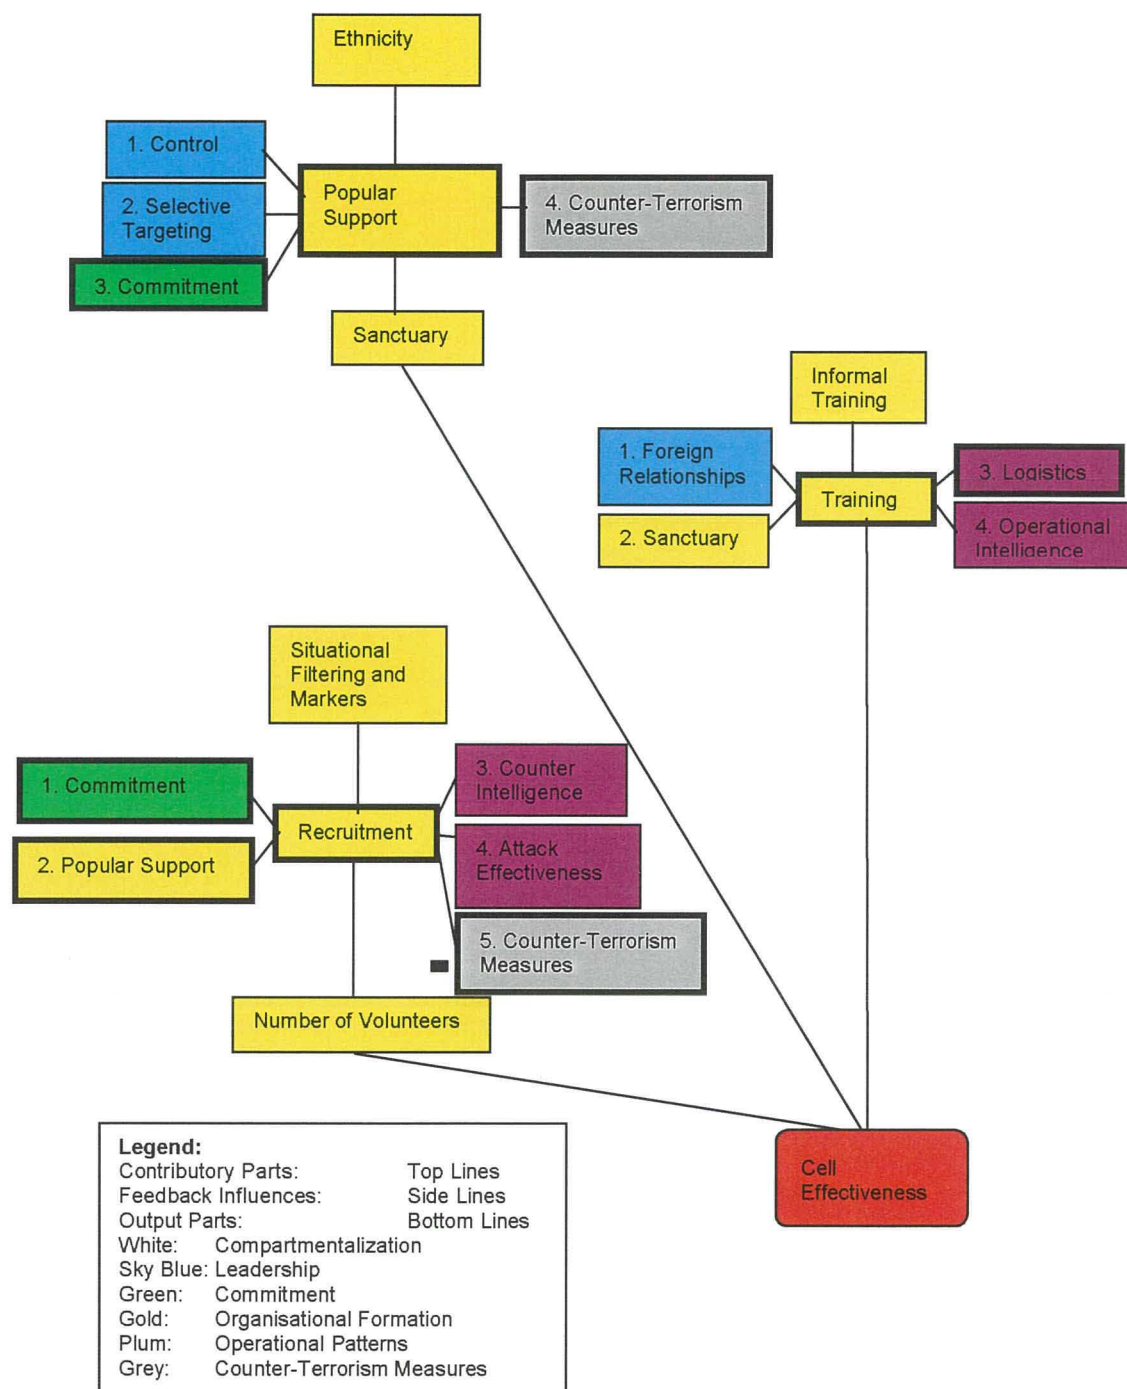 Ethnicity
1. Control
2. Selective
Targeting
3. Commitment
Popular
Support
4. Counter-Terrorism
Measures
Sanctuary
Informal
Training
1. Foreign
Relationships
2. Sanctuary
Training
3. Logistics
4. Operational
Intelligence
Situational
Filtering and
Markers
1. Commitment
2. Popular Support
Recruitment
3. Counter
Intelligence
4. Attack
Effectiveness
5. Counter-Terrorism
Measures
Number of Volunteers
Cell
Effectiveness
Legend:
Contributory Parts: Top Lines
Feedback Influences: Side Lines
Output Parts: Bottom Lines
White: Compartmentalization
Sky Blue: Leadership
Green: Commitment
Gold: Organisational Formation
Plum: Operational Patterns
Grey: Counter-Terrorism Measures